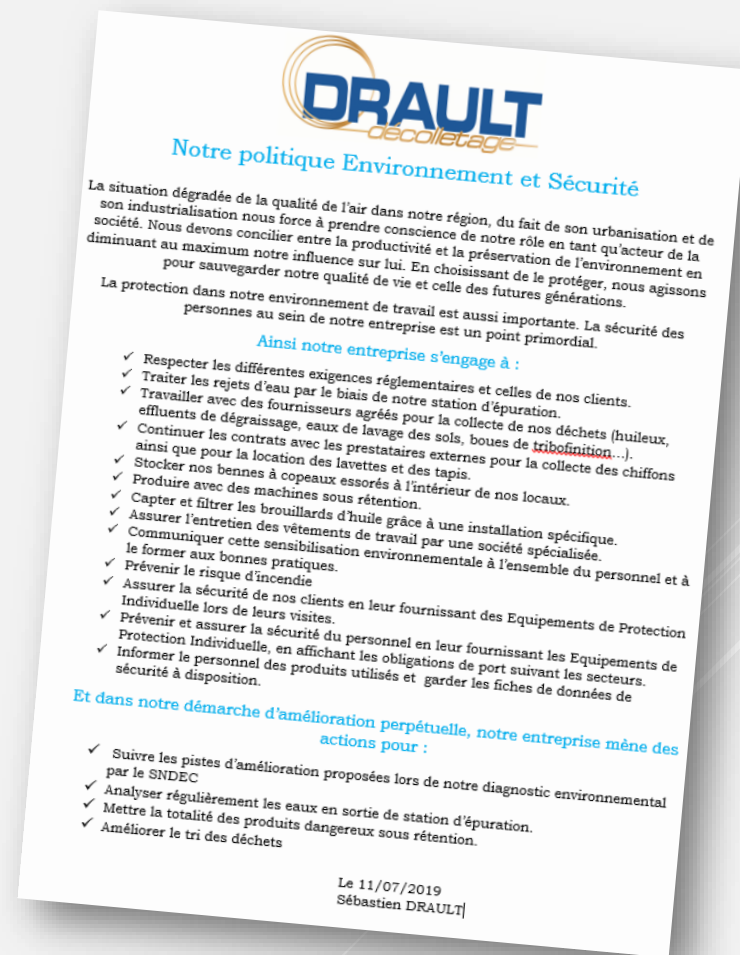 DRAULT
décolletage
Notre politique Environnement et Sécurité
La situation dégradée de la qualité de l'air dans notre région, du fait de son urbanisation et de
son industrialisation nous force à prendre conscience de notre rôle en tant qu'acteur de la
société. Nous devons concilier entre la productivité et la préservation de l'environnement en
diminuant au maximum notre influence sur lui. En choisissant de le protéger, nous agissons
pour sauvegarder notre qualité de vie et celle des futures générations.
La protection dans notre environnement de travail est aussi importante. La sécurité des
personnes au sein de notre entreprise est un point primordial.
Ainsi notre entreprise s'engage à :
✓ Respecter les différentes exigences réglementaires et celles de nos clients.
✓ Traiter les rejets d'eau par le biais de notre station d'épuration.
✓ Travailler avec des fournisseurs agréés pour la collecte de nos déchets (huileux,
effluents de dégraissage, eaux de lavage des sols, boues de tribofinition...).
✓ Continuer les contrats avec les prestataires externes pour la collecte des chiffons
ainsi que pour la location des lavettes et des tapis.
✓ Stocker nos bennes à copeaux essorés à l'intérieur de nos locaux.
✓ Produire avec des machines sous rétention.
✓ Capter et filtrer les brouillards d'huile grâce à une installation spécifique.
✓ Assurer l'entretien des vêtements de travail par une société spécialisée.
✓ Communiquer cette sensibilisation environnementale à l'ensemble du personnel et à
le former aux bonnes pratiques.
✓ Prévenir le risque d'incendie
✓ Assurer la sécurité de nos clients en leur fournissant des Equipements de Protection
Individuelle lors de leurs visites.
✓ Prévenir et assurer la sécurité du personnel en leur fournissant les Equipements de
Protection Individuelle, en affichant les obligations de port suivant les secteurs.
✓ Informer le personnel des produits utilisés et garder les fiches de données de
sécurité à disposition.
Et dans notre démarche d'amélioration perpétuelle, notre entreprise mène des
actions pour :
✓ Suivre les pistes d'amélioration proposées lors de notre diagnostic environnemental
par le SNDEC
✓ Analyser régulièrement les eaux en sortie de station d'épuration.
✓ Mettre la totalité des produits dangereux sous rétention.
✓ Améliorer le tri des déchets
Le 11/07/2019
Sébastien DRAULT